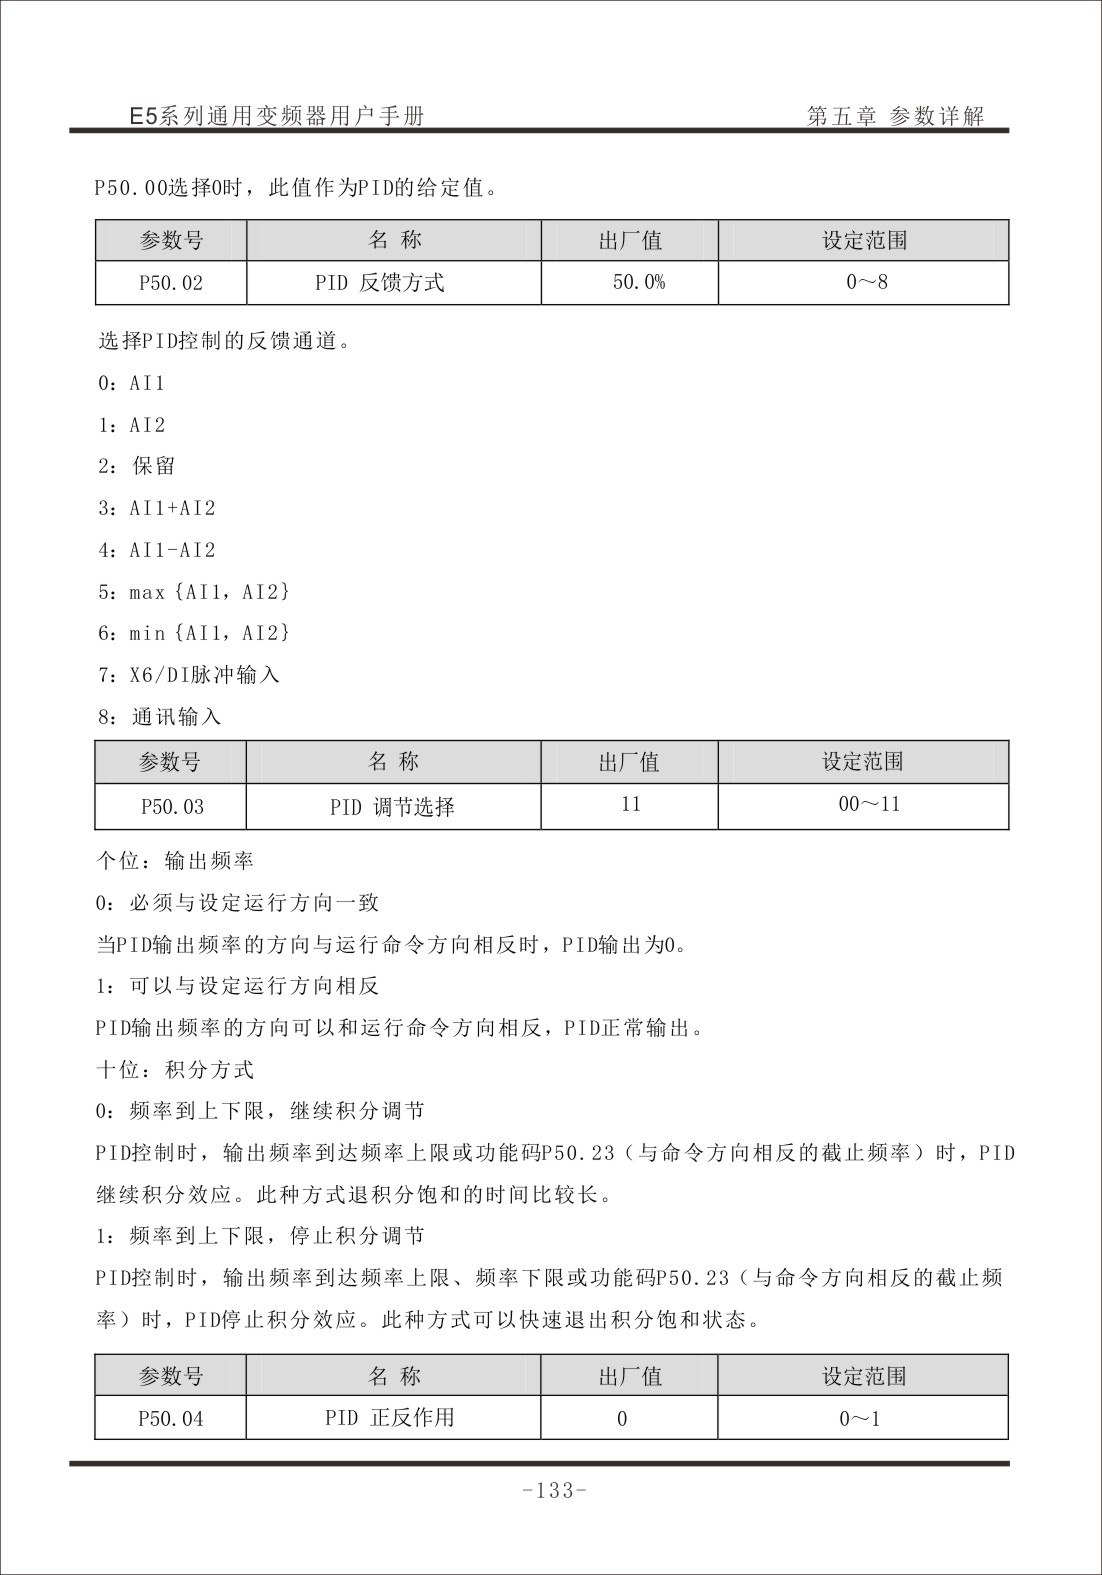 E5系列通用变频器用户手册 第五章 参数详解
P50.00选择0时，此值作为PID的给定值。
参数号 名 称 出厂值 设定范围
P50.02 PID 反馈方式 50.0% 0～8
选择PID控制的反馈通道。
0：AI1
1：AI2
2：保留
3：AI1+AI2
4：AI1-AI2
5：max｛AI1，AI2｝
6：min｛AI1，AI2｝
7：X6/DI脉冲输入
8：通讯输入
参数号 名 称 出厂值 设定范围
P50.03 PID 调节选择 11 00～11
个位：输出频率
0：必须与设定运行方向一致
当PID输出频率的方向与运行命令方向相反时，PID输出为0。
1：可以与设定运行方向相反
PID输出频率的方向可以和运行命令方向相反，PID正常输出。
十位：积分方式
0：频率到上下限，继续积分调节
PID控制时，输出频率到达频率上限或功能码P50.23（与命令方向相反的截止频率）时，PID
继续积分效应。此种方式退积分饱和的时间比较长。
1：频率到上下限，停止积分调节
PID控制时，输出频率到达频率上限、频率下限或功能码P50.23（与命令方向相反的截止频
率）时，PID停止积分效应。此种方式可以快速退出积分饱和状态。
参数号 名 称 出厂值 设定范围
P50.04 PID 正反作用 0 0～1
-133-